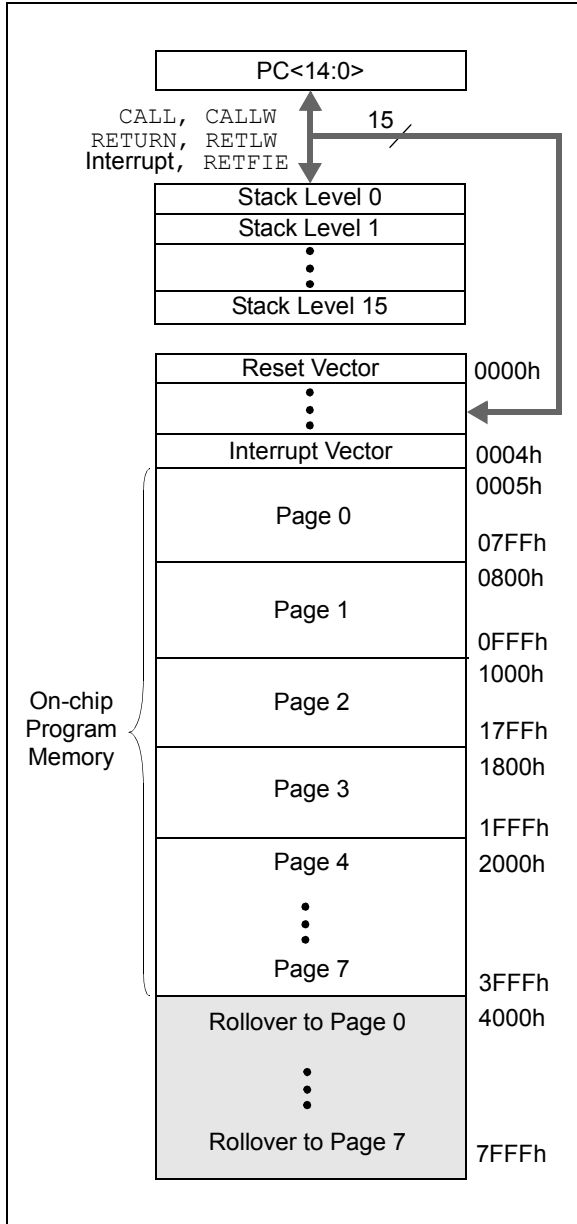 PC<14:0>
CALL, CALLW
RETURN, RETLW
Interrupt, RETFIE
15
Stack Level 0
Stack Level 1
Stack Level 15
Reset Vector
0000h
Interrupt Vector
0004h
0005h
Page 0
07FFh
0800h
Page 1
0FFFh
1000h
Page 2
17FFh
1800h
Page 3
1FFFh
On-chip
Program
Memory
Page 4
2000h
Page 7
3FFFh
Rollover to Page 0
4000h
Rollover to Page 7
7FFFh